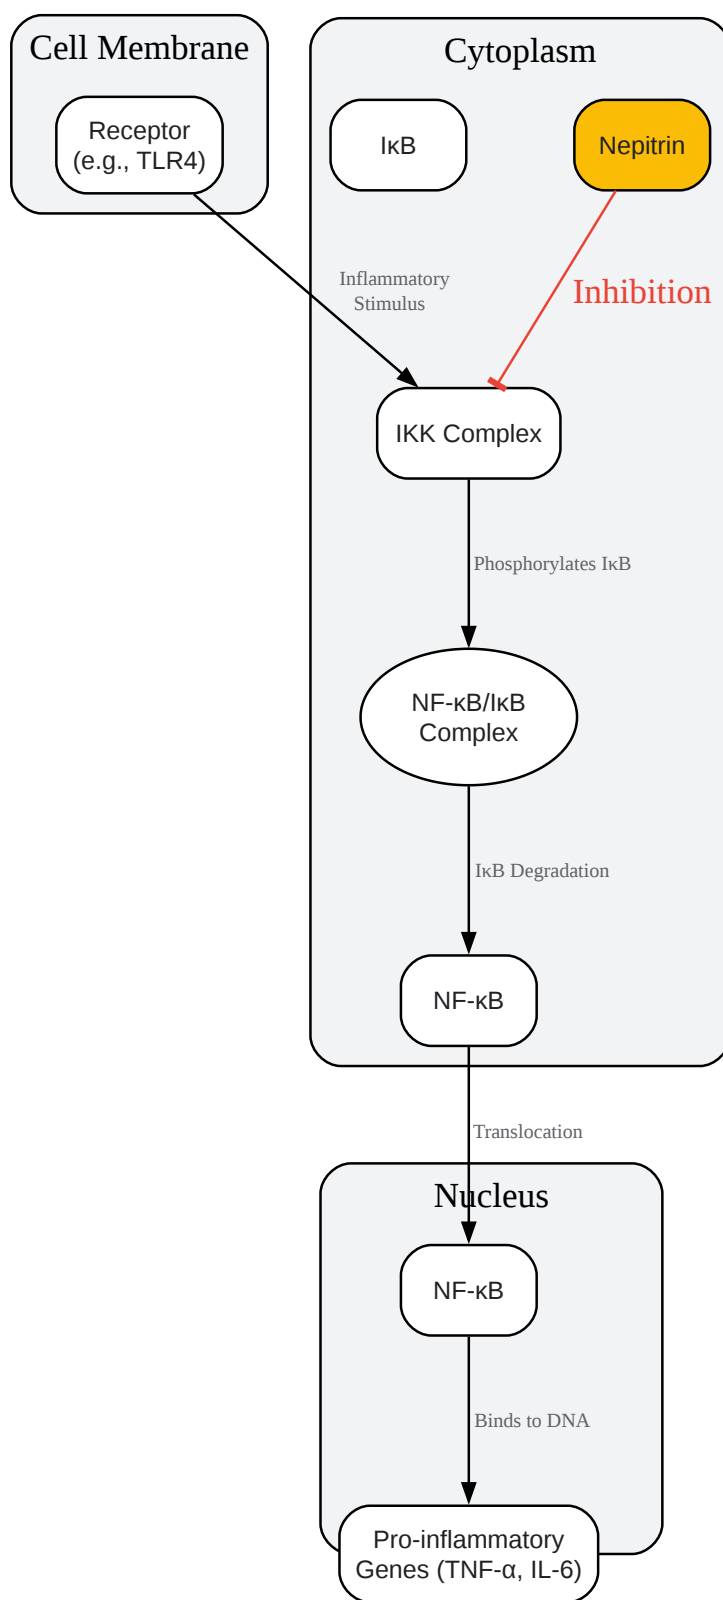 Cell Membrane
Receptor
(e.g., TLR4)
Cytoplasm
IκB
Nepitrin
Inflammatory
Stimulus
Inhibition
IKK Complex
Phosphorylates IκB
NF-κB/IκB
Complex
IκB Degradation
NF-κB
Translocation
Nucleus
NF-κB
Binds to DNA
Pro-inflammatory
Genes (TNF-α, IL-6)